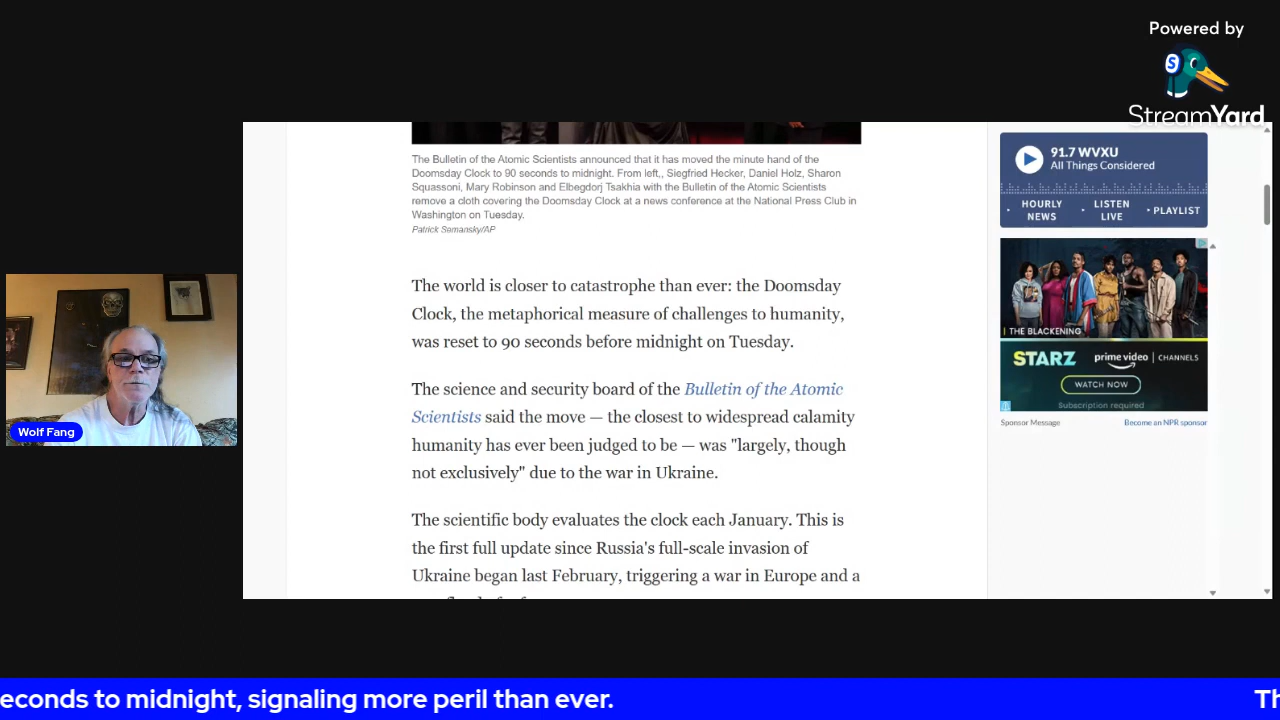 Powered by
StreamYard
The Bulletin of the Atomic Scientists announced that it has moved the minute hand of the
Doomsday Clock to 90 seconds to midnight. From left,, Siegfried Hecker, Daniel Holz, Sharon
Squassoni, Mary Robinson and Elbegdorj Tsakhia with the Bulletin of the Atomic Scientists
remove a cloth covering the Doomsday Clock at a news conference at the National Press Club in
Washington on Tuesday.
Patrick Semansky/AP
The world is closer to catastrophe than ever: the Doomsday
Clock, the metaphorical measure of challenges to humanity,
was reset to 90 seconds before midnight on Tuesday.
The science and security board of the Bulletin of the Atomic
Scientists said the move — the closest to widespread calamity
humanity has ever been judged to be — was "largely, though
not exclusively" due to the war in Ukraine.
The scientific body evaluates the clock each January. This is
the first full update since Russia's full-scale invasion of
Ukraine began last February, triggering a war in Europe and a
91.7 WVXU
All Things Considered
HOURLY
NEWS
LISTEN
LIVE
PLAYLIST
THE BLACKENING
STARZ
prime video | CHANNELS
WATCH NOW
Subscription required
Sponsor Message
Become an NPR sponsor
Wolf Fang
econds to midnight, signaling more peril than ever.
Th